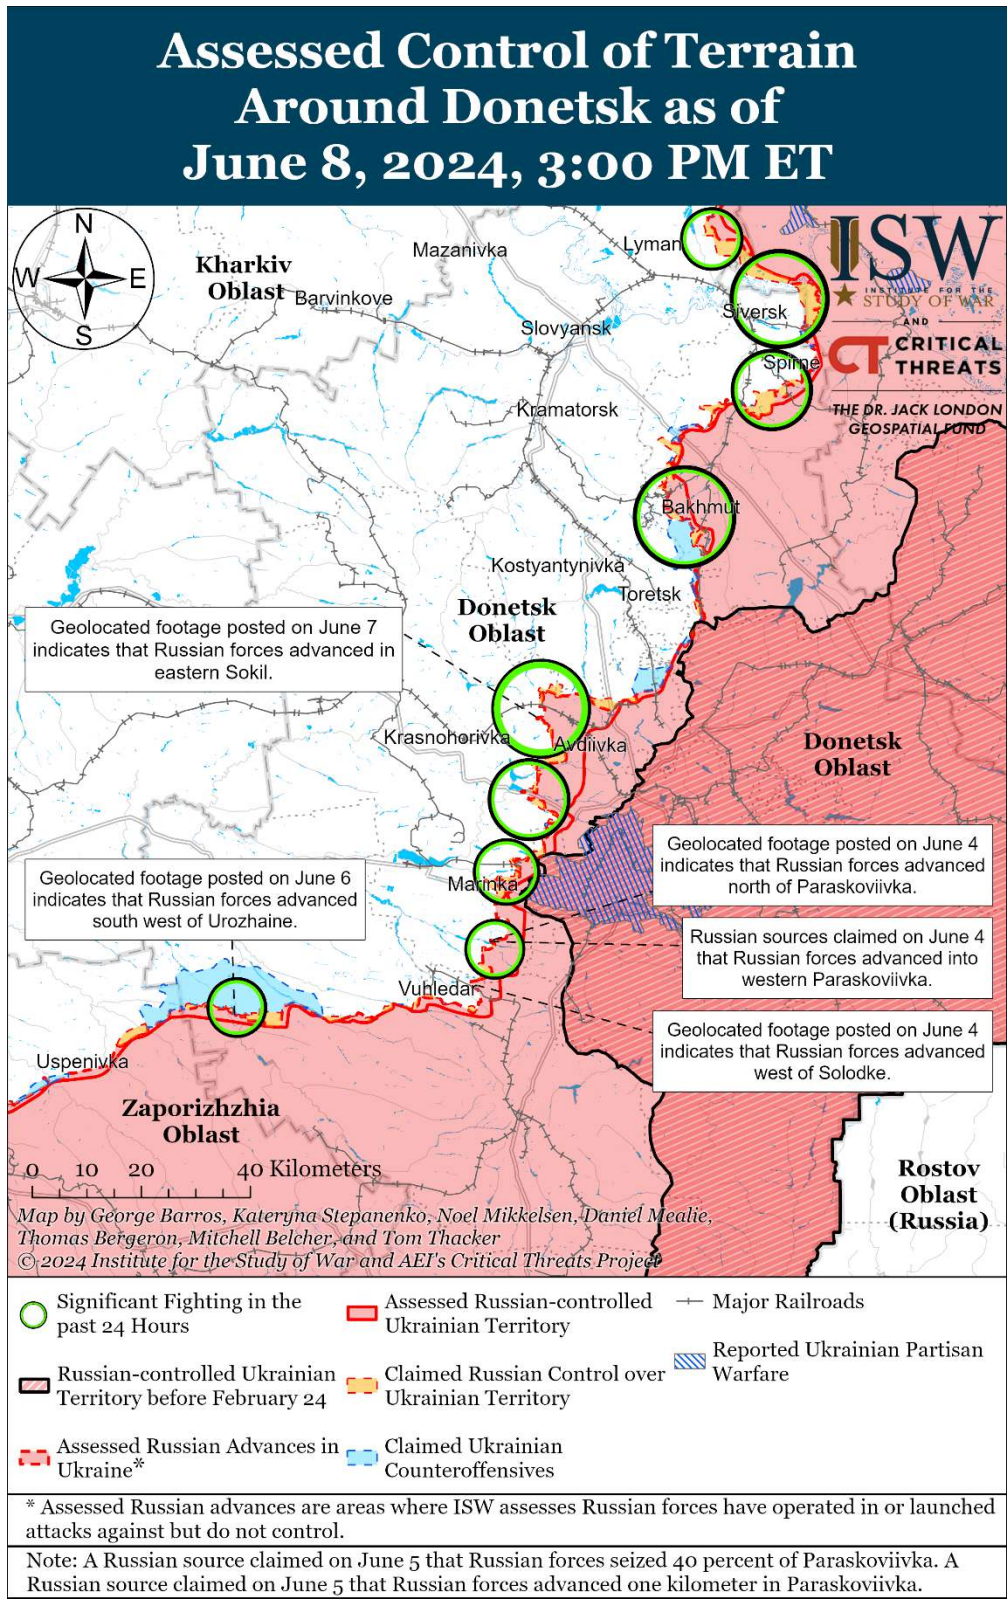 Assessed Control of Terrain
Around Donetsk as of
June 8, 2024, 3:00 PM ET
N
W
E
S
Kharkiv
Oblast
Mazanivka
Barvinkove
Lyman
Slovyansk
Siversk
Spirne
Kramatorsk
ISW
INSTITUTE FOR THE
STUDY OF WAR
AND
CT CRITICAL
THREATS
THE DR. JACK LONDON
GEOSPATIAL FUND
Bakhmut
Kostyantynivka
Toretsk
Donetsk
Oblast
Geolocated footage posted on June 7
indicates that Russian forces advanced in
eastern Sokil.
Krasnohorivka
Avdiivka
Donetsk
Oblast
Geolocated footage posted on June 6
indicates that Russian forces advanced
south west of Urozhaine.
Marinka
Geolocated footage posted on June 4
indicates that Russian forces advanced
north of Paraskoviivka.
Russian sources claimed on June 4
that Russian forces advanced into
western Paraskoviivka.
Vuhledar
Geolocated footage posted on June 4
indicates that Russian forces advanced
west of Solodke.
Uspenivka
Zaporizhzhia
Oblast
Rostov
Oblast
(Russia)
0 10 20 40 Kilometers
Map by George Barros, Kateryna Stepanenko, Noel Mikkelsen, Daniel Mealie,
Thomas Bergeron, Mitchell Belcher, and Tom Thacker
© 2024 Institute for the Study of War and AEI's Critical Threats Project
Significant Fighting in the
past 24 Hours
Russian-controlled Ukrainian
Territory before February 24
Assessed Russian Advances in
Ukraine*
Assessed Russian-controlled
Ukrainian Territory
Claimed Russian Control over
Ukrainian Territory
Claimed Ukrainian
Counteroffensives
Major Railroads
Reported Ukrainian Partisan
Warfare
* Assessed Russian advances are areas where ISW assesses Russian forces have operated in or launched
attacks against but do not control.
Note: A Russian source claimed on June 5 that Russian forces seized 40 percent of Paraskoviivka. A
Russian source claimed on June 5 that Russian forces advanced one kilometer in Paraskoviivka.